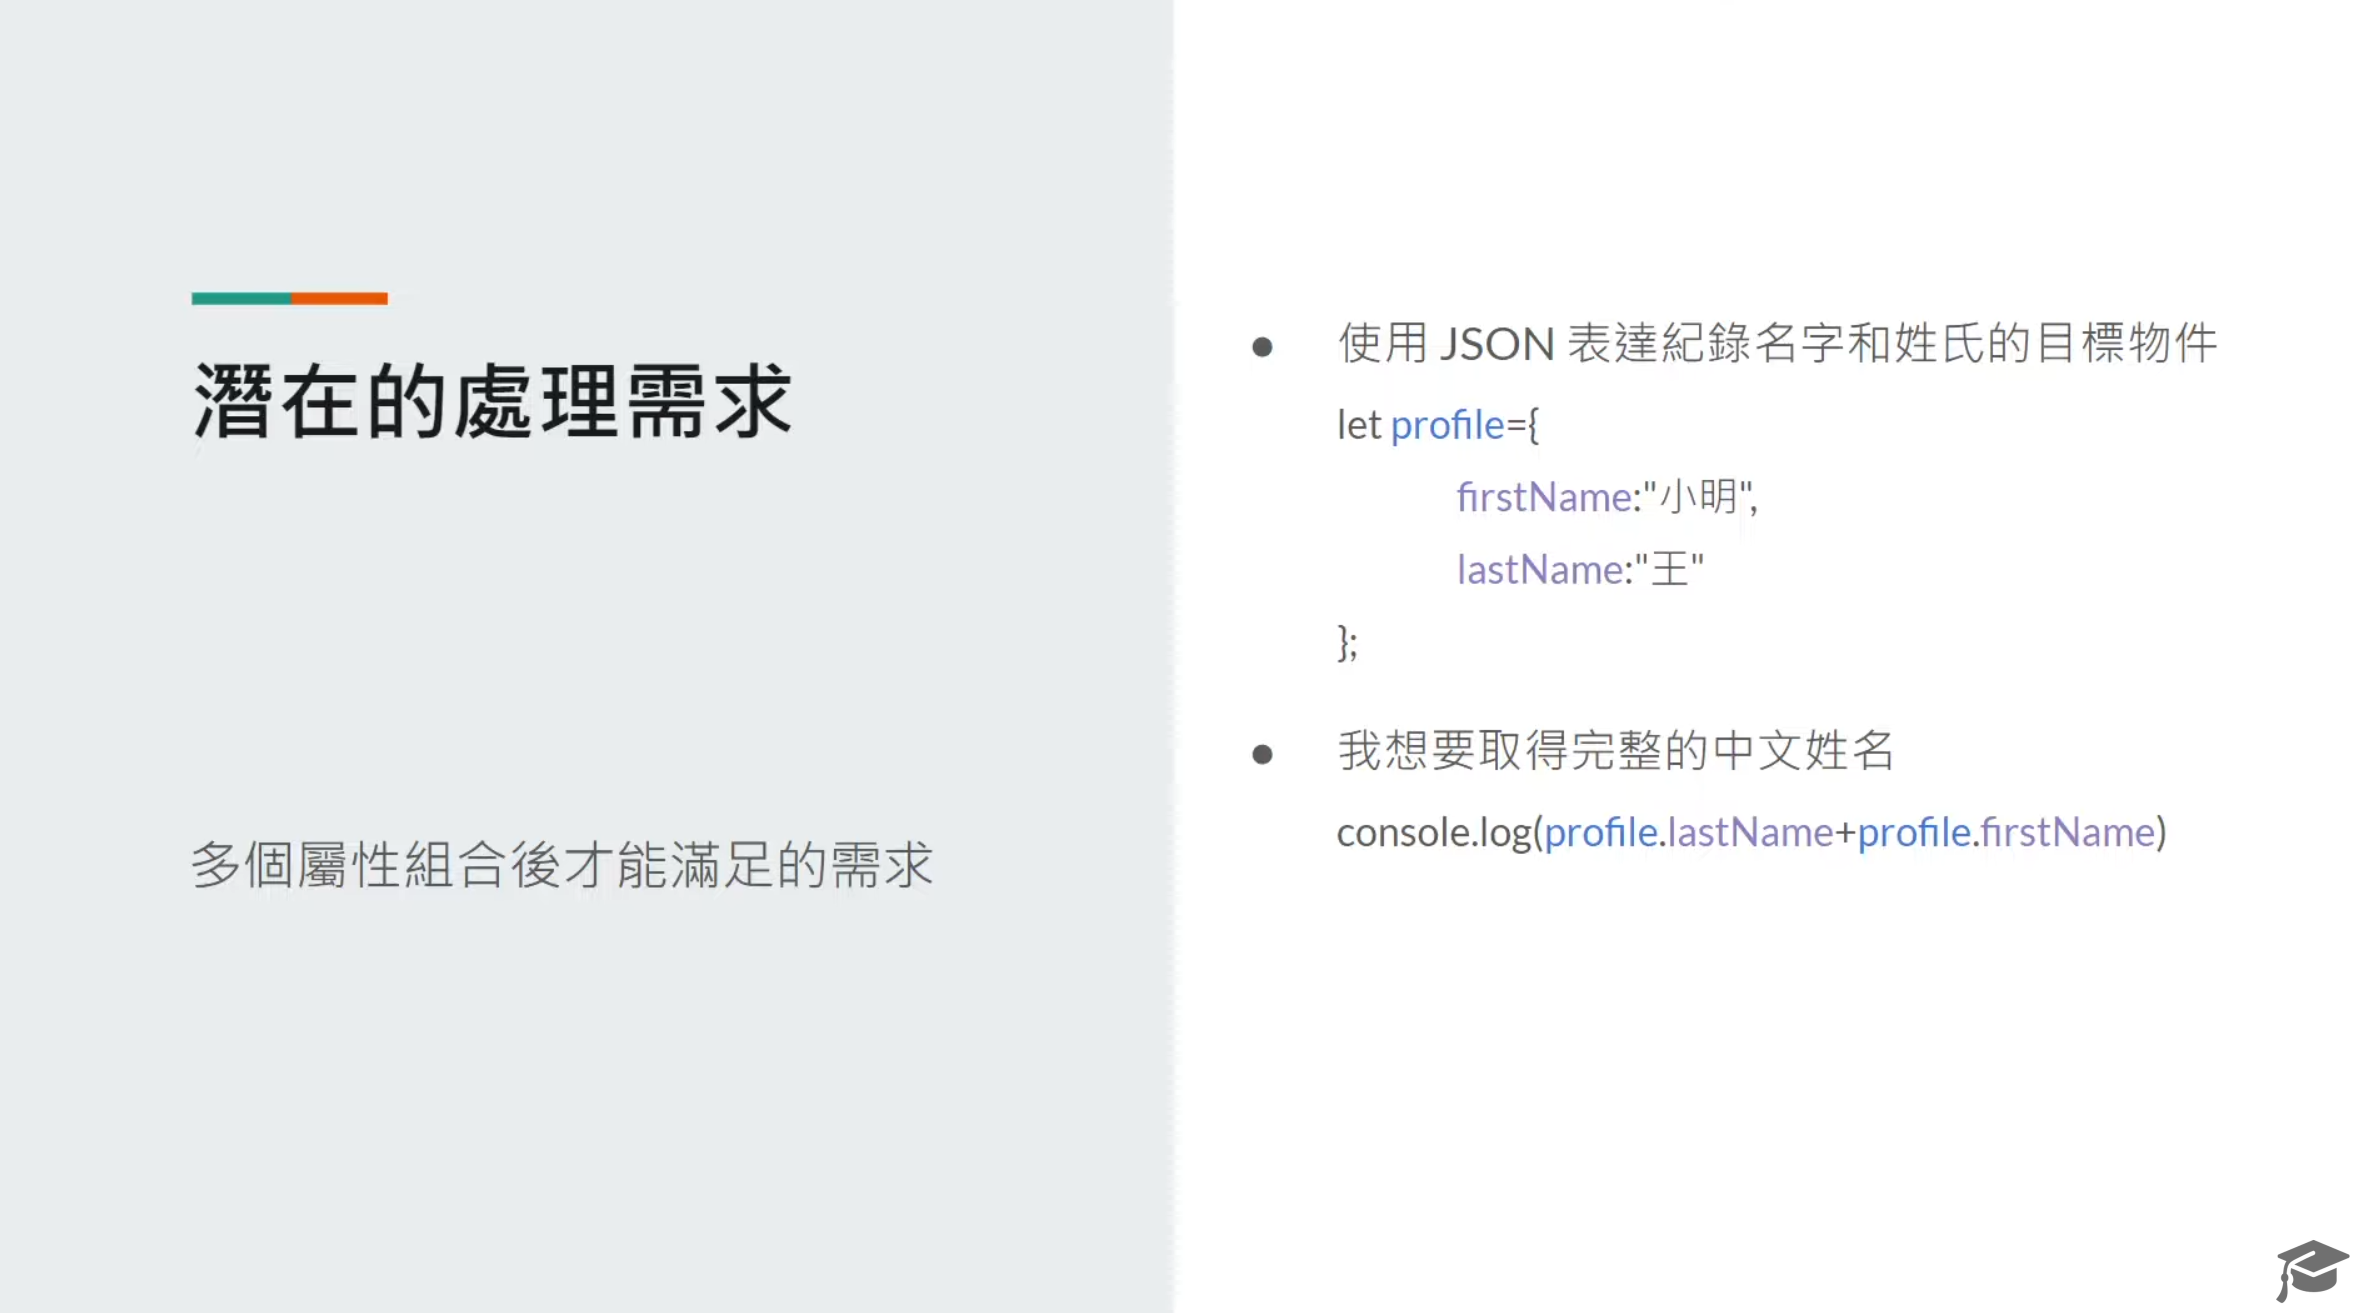 潛在的處理需求
多個屬性組合後才能滿足的需求
● 使用 JSON 表達紀錄名字和姓氏的目標物件
let profile={
firstName:"小明",
lastName:"王"
};
● 我想要取得完整的中文姓名
console.log(profile.lastName+profile.firstName)